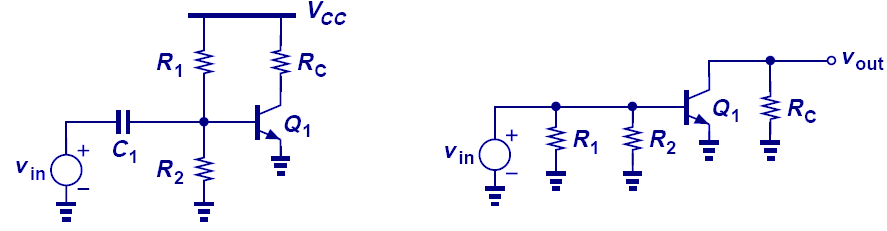 VCC
R1
RC
C1
Q1
vin
+
−
R2
vout
Q1
RC
vin
+
−
R1
R2